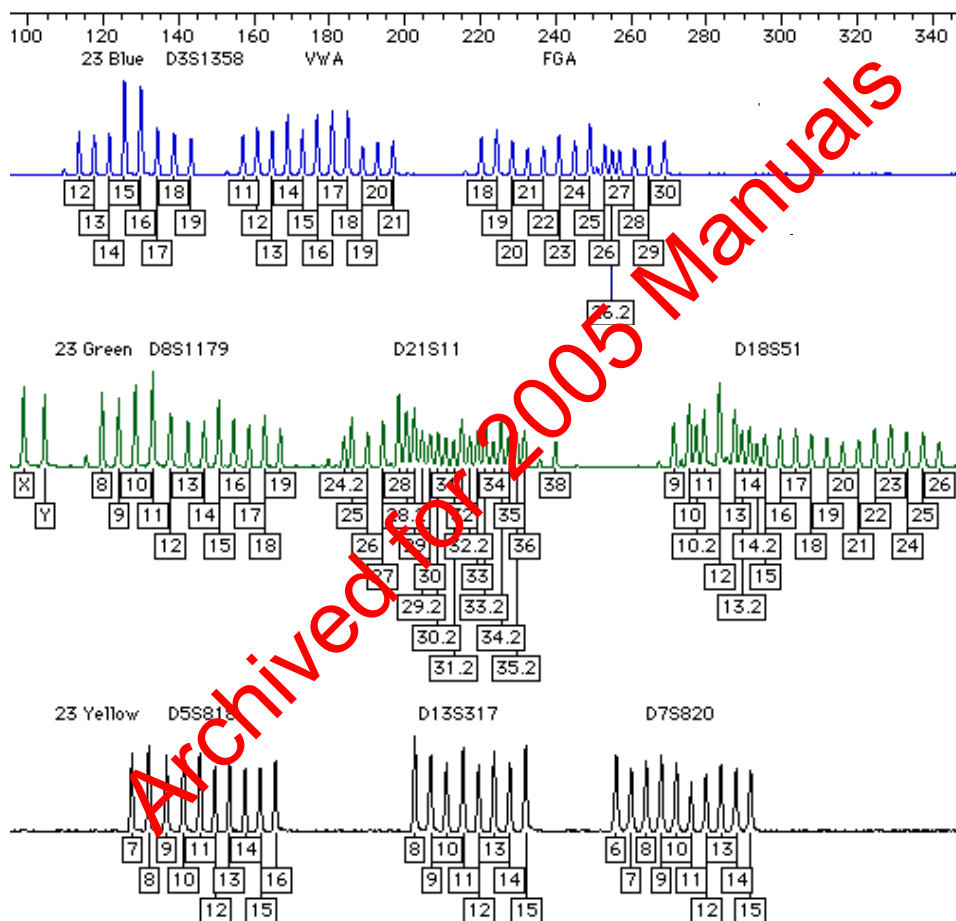 100 120 140 160 180 200 220 240 260 280 300 320 340
23 Blue D3S1358 VWA FGA
12 15 18 11 14 17 20 18 21 24 27 30
13 16 19 12 15 18 21 19 22 25 28
14 17 13 16 19 20 23 26 29
26.2
23 Green D8S1179 D21S11 D18S51
X 8 10 13 16 19 24.2 28 34 38 9 11 14 17 20 23 26
Y 9 11 14 17 25 28.2 32 35 10 13 16 19 22 25
12 15 18 26 29 32.2 36 10.2 14.2 18 21 24
27 30 33 12 15
29.2 33.2 13.2
30.2 34.2
31.2 35.2
23 Yellow D5S818 D13S317 D7S820
7 9 11 14 8 10 13 6 8 10 13
8 10 13 16 9 11 14 7 9 11 14
12 15 12 15 12 15
Archived for 2005 Manuals